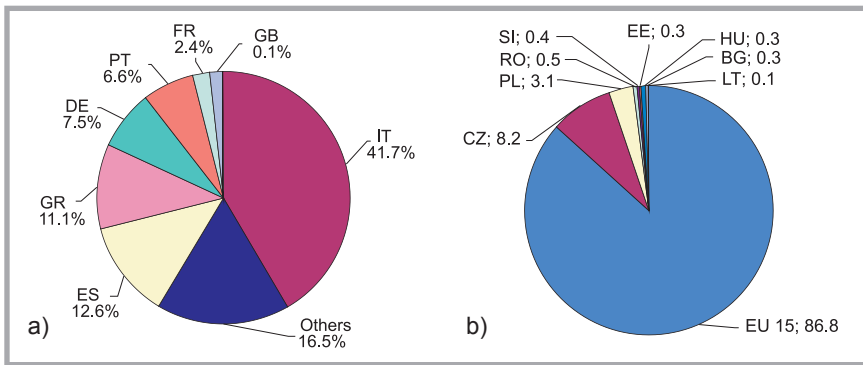 FR
2.4%
GB
0.1%
PT
6.6%
DE
7.5%
GR
11.1%
ES
12.6%
IT
41.7%
Others
16.5%
a)
SI; 0.4
RO; 0.5
PL; 3.1
CZ; 8.2
EE; 0.3
HU; 0.3
BG; 0.3
LT; 0.1
EU 15; 86.8
b)